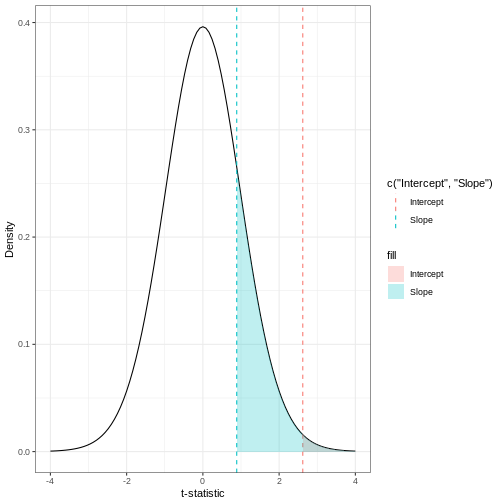 0.4
0.3
0.2
0.1
0.0
Density
-4
-2
0
2
4
t-statistic
c("Intercept", "Slope")
Intercept
Slope
fill
Intercept
Slope